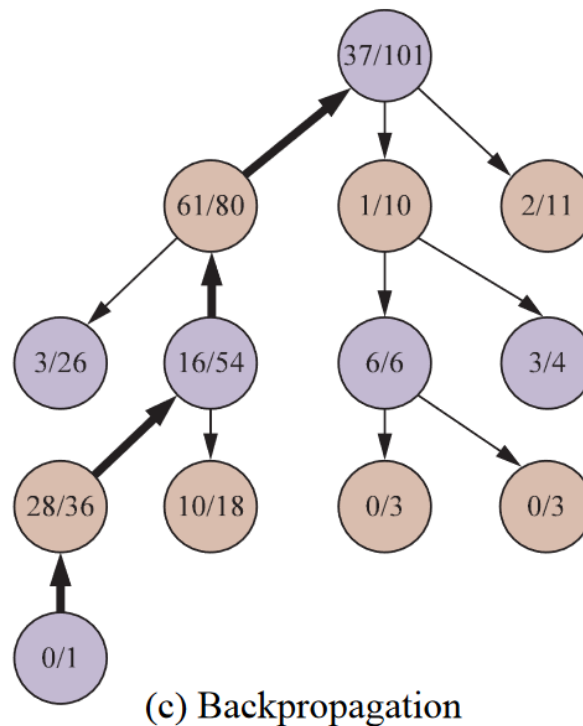 37/101
61/80 1/10 2/11
3/26 16/54 6/6 3/4
28/36 10/18 0/3 0/3
0/1
(c) Backpropagation